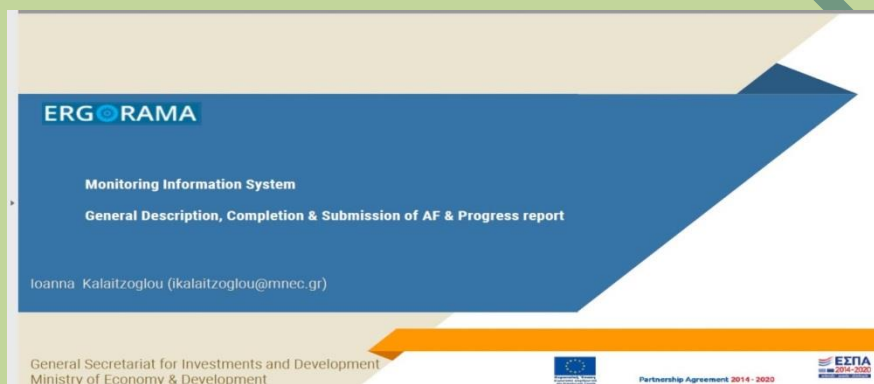 ERGORAMA
Monitoring Information System
General Description, Completion & Submission of AF & Progress report
Ioanna Kalaitzoglou (ikalaitzoglou@mnec.gr)
General Secretariat for Investments and Development
Ministry of Economy & Development
Partnership Agreement 2014 - 2020
ΕΣΠΑ
2014-2020